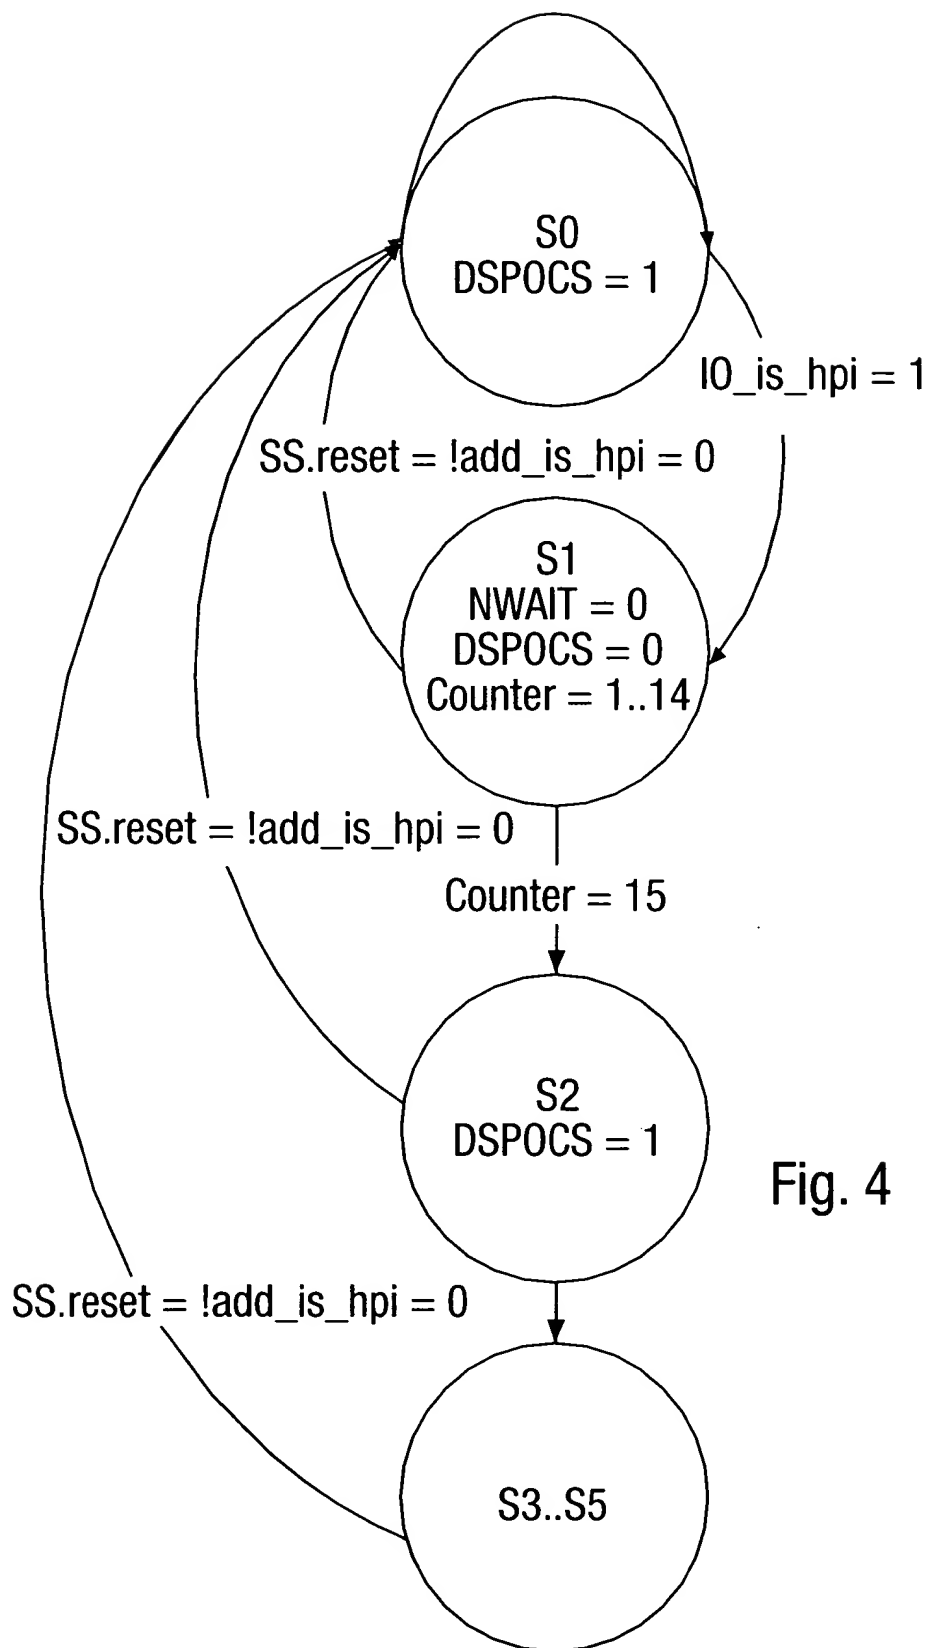 S0
DSPOCS = 1
IO_is_hpi = 1
SS.reset = !add_is_hpi = 0
S1
NWAIT = 0
DSPOCS = 0
Counter = 1..14
SS.reset = !add_is_hpi = 0
Counter = 15
S2
DSPOCS = 1
Fig. 4
SS.reset = !add_is_hpi = 0
S3..S5